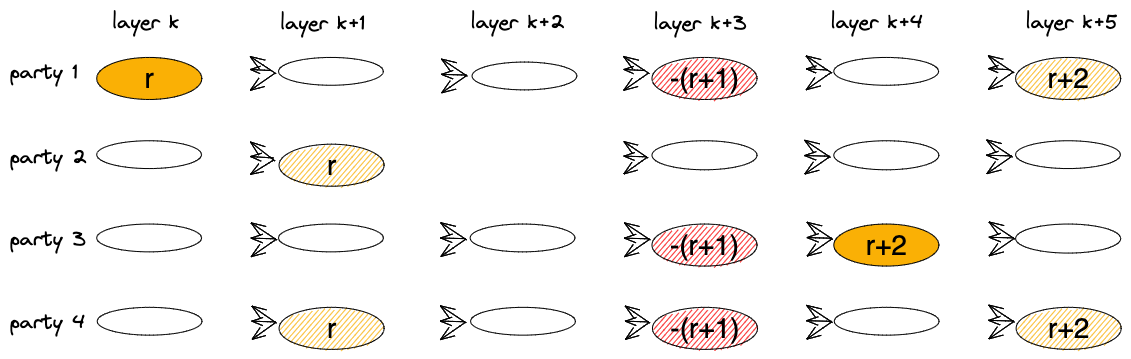 layer k layer k+1 layer k+2 layer k+3 layer k+4 layer k+5
party 1 r -(r+1) r+2
party 2 r
party 3 -(r+1) r+2
party 4 r -(r+1) r+2